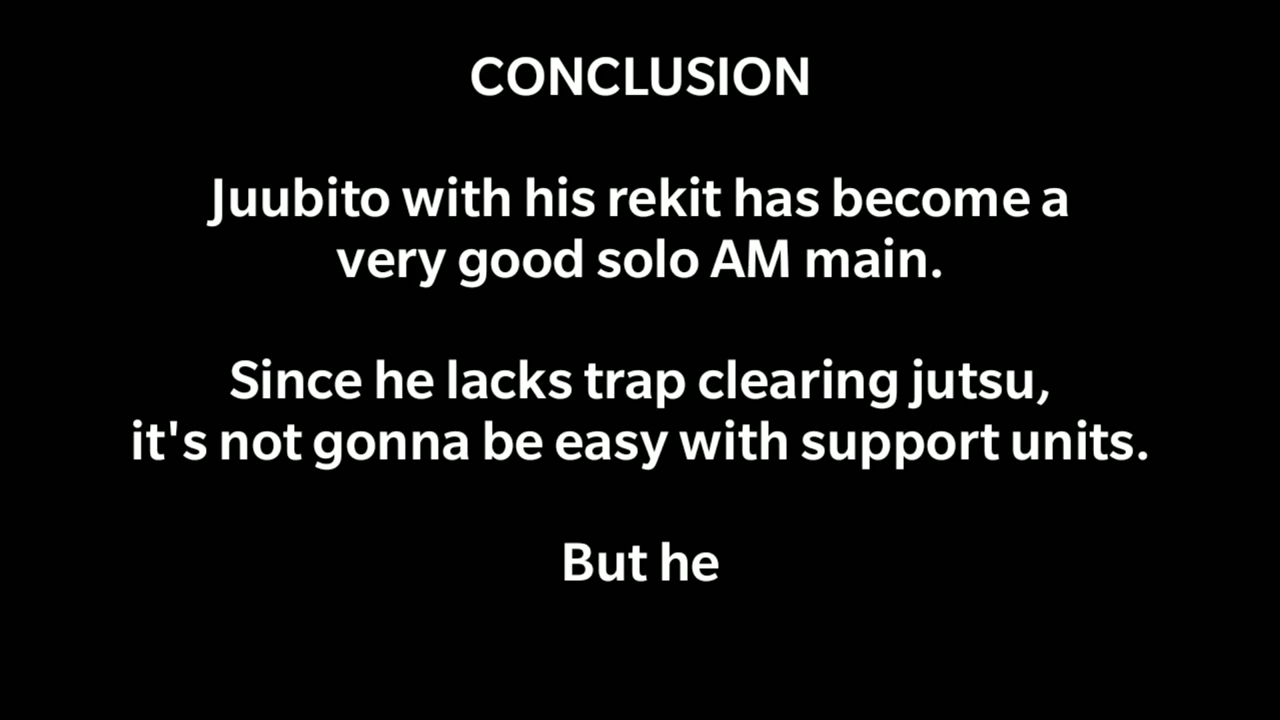 CONCLUSION
Juubito with his rekit has become a
very good solo AM main.
Since he lacks trap clearing jutsu,
it's not gonna be easy with support units.
But he